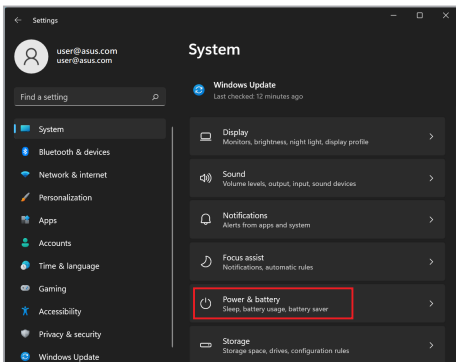 Settings
user@asus.com
user@asus.com
Find a setting
System
Bluetooth & devices
Network & internet
Personalization
Apps
Accounts
Time & language
Gaming
Accessibility
Privacy & security
Windows Update
System
Windows Update
Last checked: 12 minutes ago
Display
Monitors, brightness, night light, display profile
Sound
Volume levels, output, input, sound devices
Notifications
Alerts from apps and system
Focus assist
Notifications, automatic rules
Power & battery
Sleep, battery usage, battery saver
Storage
Storage space, drives, configuration rules